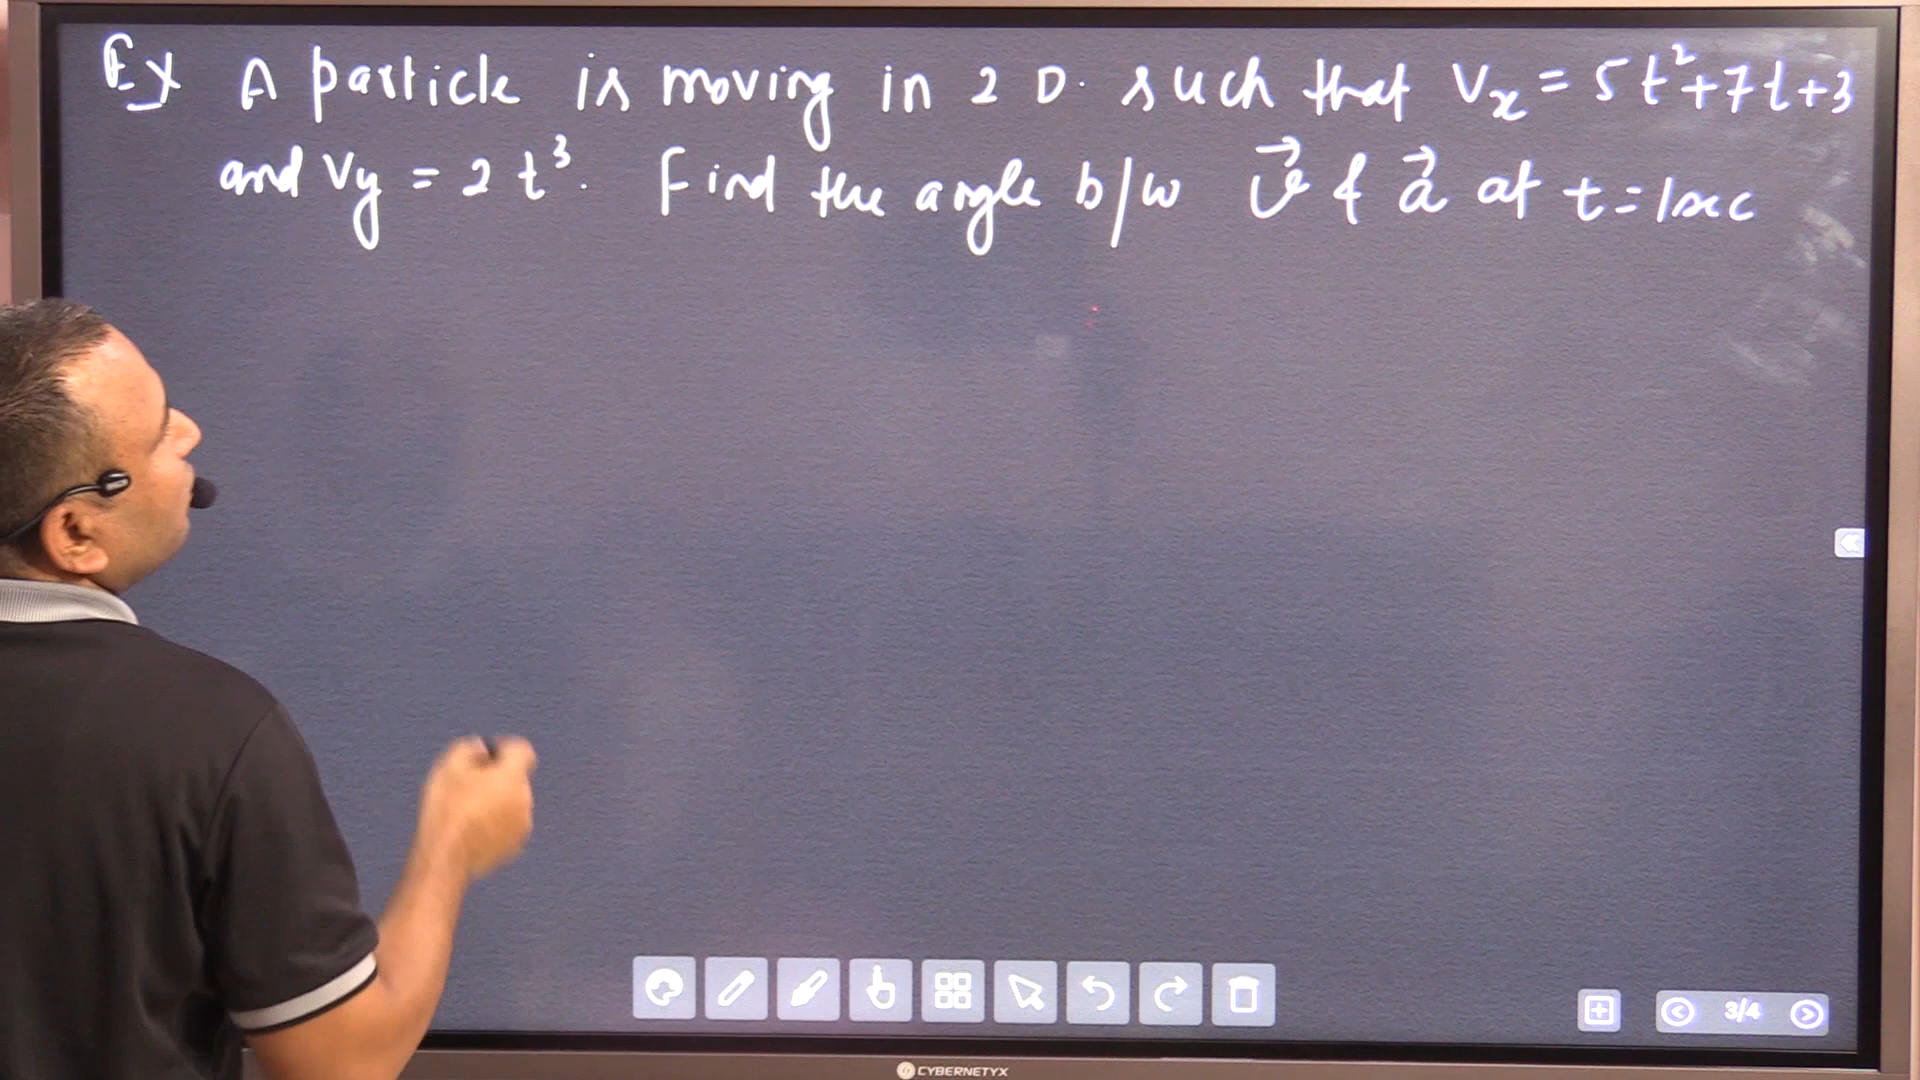 Ex A particle is moving in 2 D. such that Vx = 5t²+7t+3
and Vy = 2t³. Find the angle b/w v⃗ & a⃗ at t=1sec
3/4
CYBERNETYX